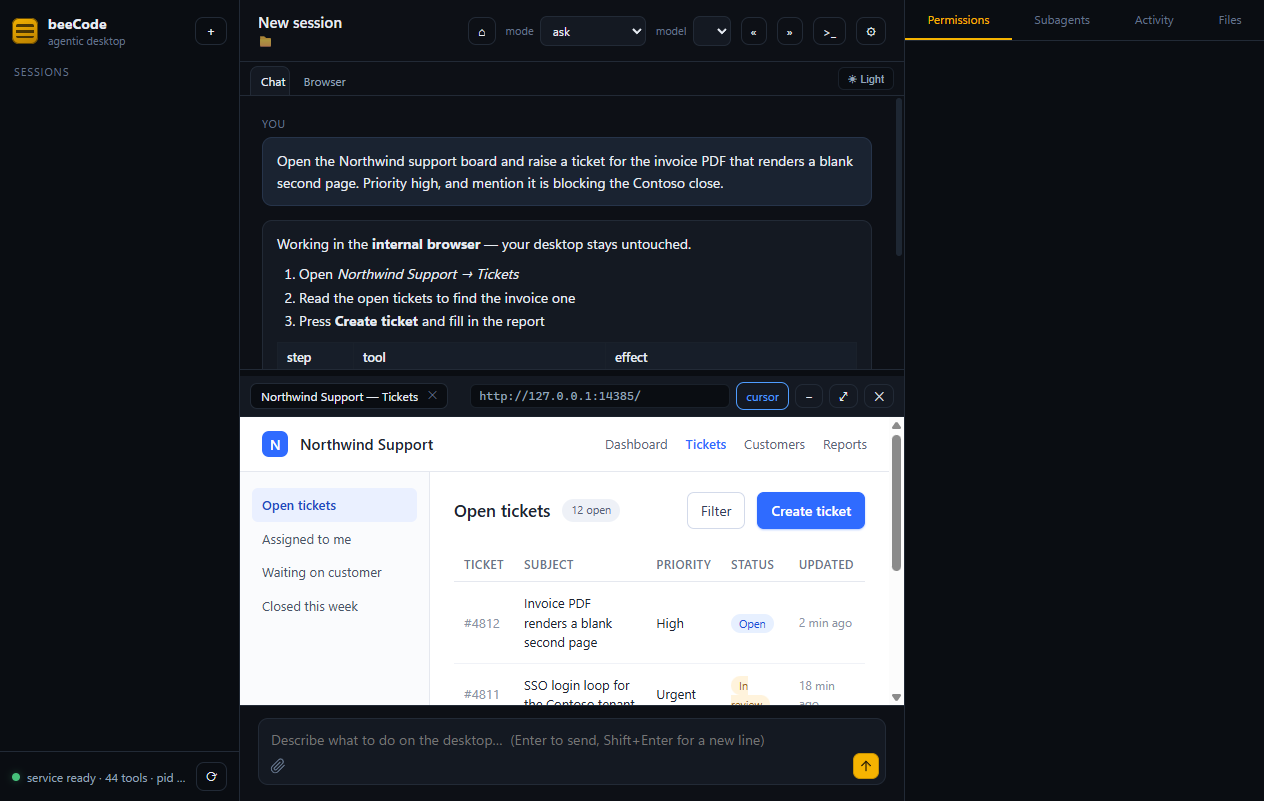 beeCode
agentic desktop
+
SESSIONS
service ready · 44 tools · pid ...
New session
mode ask model « » >_
Chat Browser Light
YOU
Open the Northwind support board and raise a ticket for the invoice PDF that renders a blank
second page. Priority high, and mention it is blocking the Contoso close.
Working in the internal browser — your desktop stays untouched.
1. Open Northwind Support → Tickets
2. Read the open tickets to find the invoice one
3. Press Create ticket and fill in the report
step tool effect
Northwind Support — Tickets http://127.0.0.1:14385/ cursor
N Northwind Support Dashboard Tickets Customers Reports
Open tickets
Assigned to me
Waiting on customer
Closed this week
Open tickets 12 open Filter Create ticket
TICKET SUBJECT PRIORITY STATUS UPDATED
#4812 Invoice PDF renders a blank second page High Open 2 min ago
#4811 SSO login loop for the Contoso tenant Urgent In review 18 min ago
Describe what to do on the desktop... (Enter to send, Shift+Enter for a new line)
Permissions Subagents Activity Files